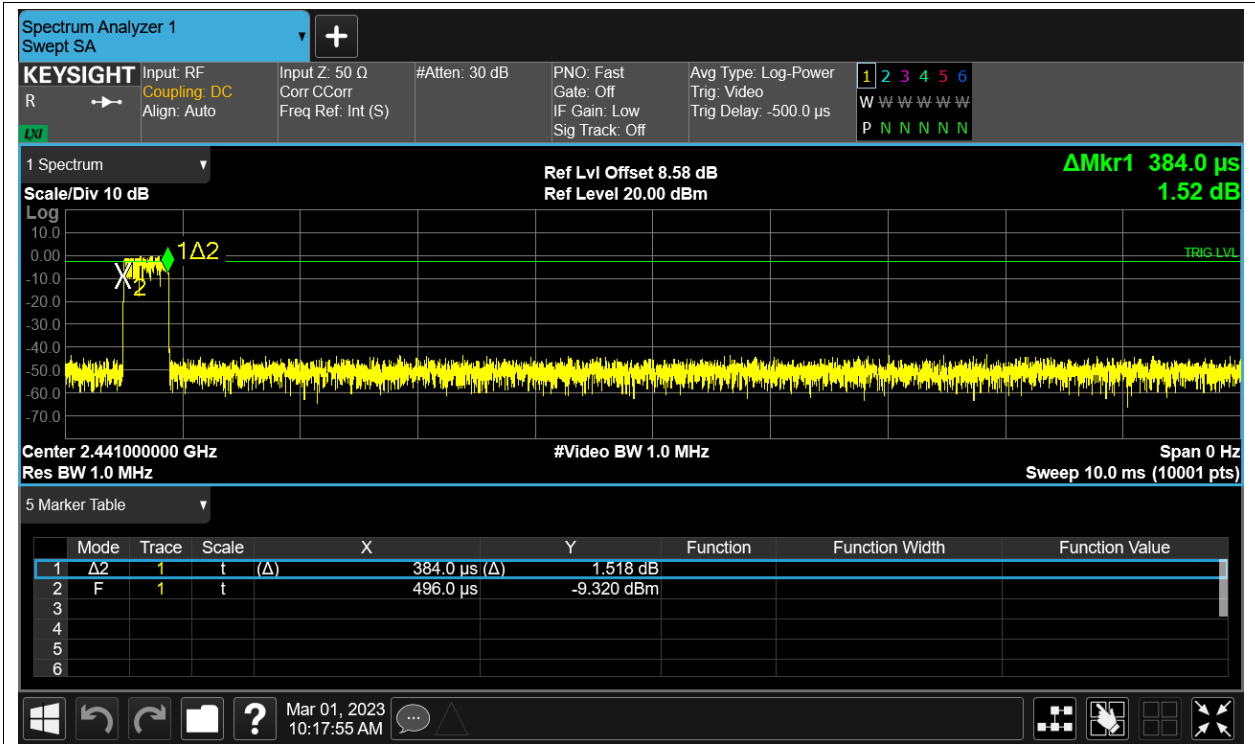 Spectrum Analyzer 1
Swept SA
KEYSIGHT Input: RF Input Z: 50 Ω #Atten: 30 dB PNO: Fast Avg Type: Log-Power 1 2 3 4 5 6
R Coupling: DC Corr CCorr Gate: Off Trig: Video W W W W W W
Align: Auto Freq Ref: Int (S) IF Gain: Low Trig Delay: -500.0 µs
LXI Sig Track: Off P N N N N N
1 Spectrum Ref Lvl Offset 8.58 dB ΔMkr1 384.0 µs
Scale/Div 10 dB Ref Level 20.00 dBm 1.52 dB
Log
10.0
0.00 1Δ2 TRIG LVL
-10.0 X2
-20.0
-30.0
-40.0
-50.0
-60.0
-70.0
Center 2.441000000 GHz #Video BW 1.0 MHz Span 0 Hz
Res BW 1.0 MHz Sweep 10.0 ms (10001 pts)
5 Marker Table
Mode Trace Scale X Y Function Function Width Function Value
1 Δ2 1 t (Δ) 384.0 µs (Δ) 1.518 dB
2 F 1 t 496.0 µs -9.320 dBm
3
4
5
6
? Mar 01, 2023
10:17:55 AM